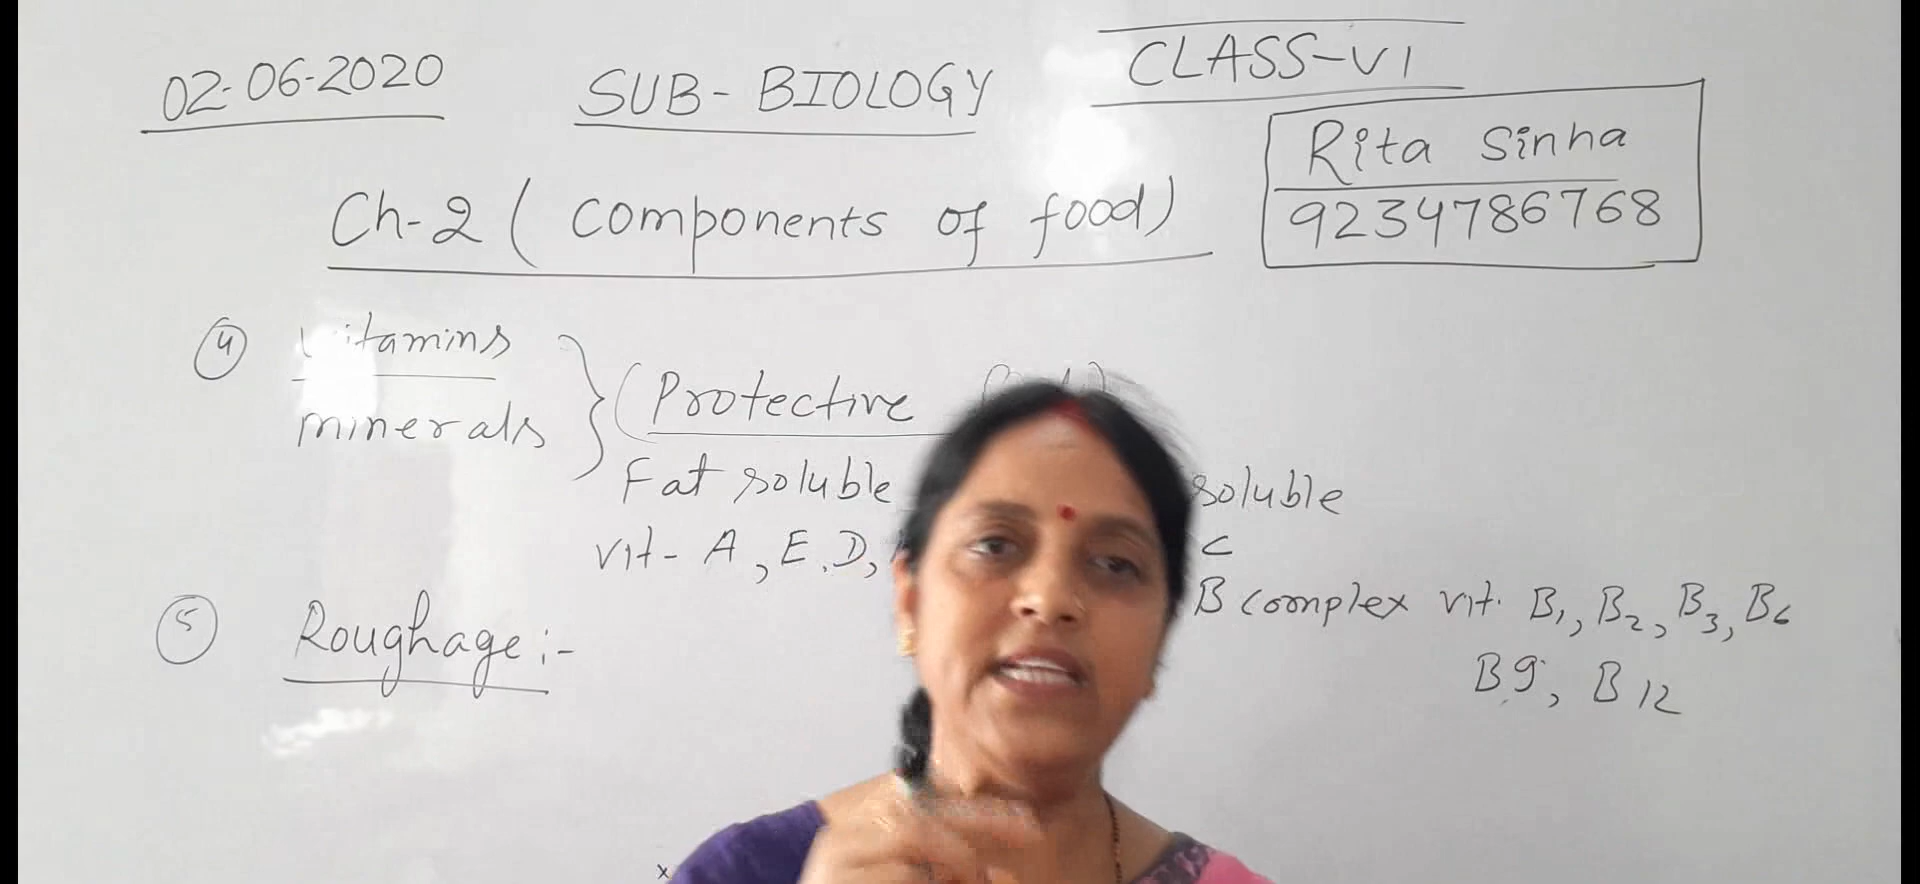 02-06-2020 SUB-BIOLOGY CLASS-VI
Rita Sinha
9234786768
Ch-2 (components of food)
4 vitamins
minerals
(Protective
Fat soluble soluble
vit- A, E, D, C
B complex vit. B1, B2, B3, B6
B9, B12
5 Roughage:-
x